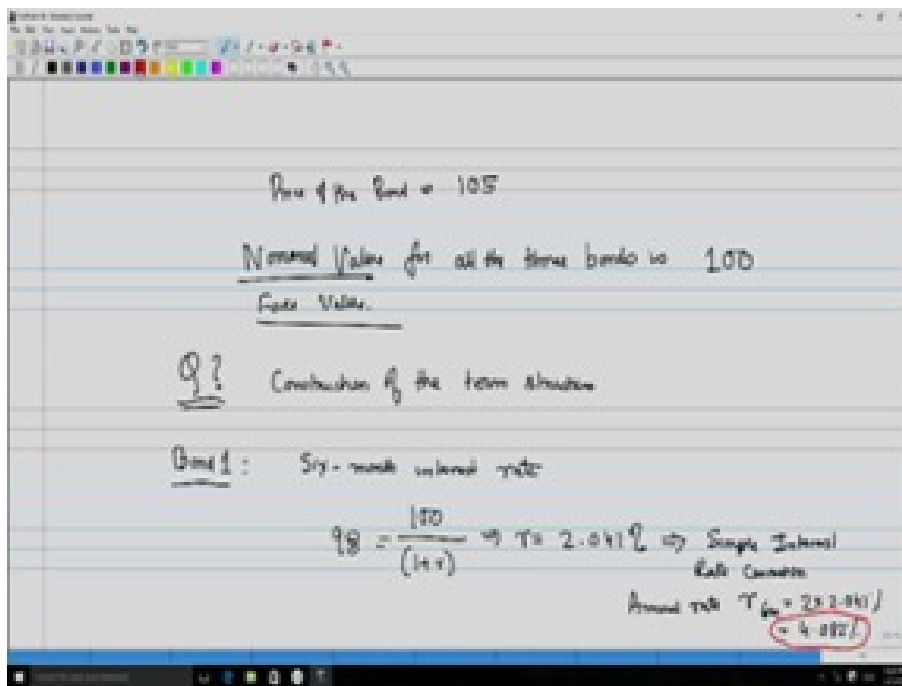 Price of the Bond = 105
Nominal Value for all the three bonds is 100
Face Value.
Q? Construction of the term structure
Bond 1 : Six-month interest rate
98 = 100 / (1+r) ⇒ r = 2.041% ⇒ Simple Interest
Rate Convention
Annual rate r6m = 2 x 2.041%
= 4.082%